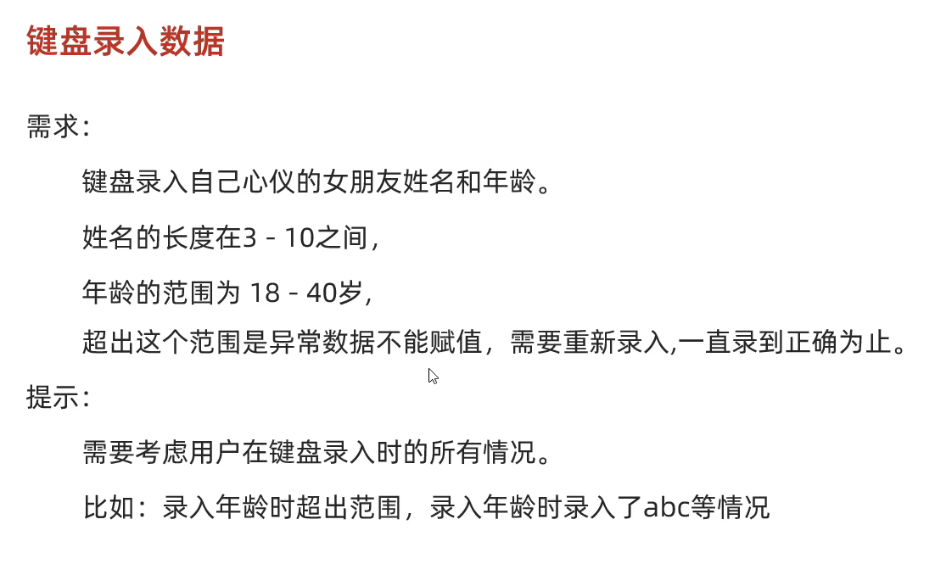 键盘录入数据
需求：
键盘录入自己心仪的女朋友姓名和年龄。
姓名的长度在3 - 10之间，
年龄的范围为 18 - 40岁,
超出这个范围是异常数据不能赋值，需要重新录入,一直录到正确为止。
提示：
需要考虑用户在键盘录入时的所有情况。
比如：录入年龄时超出范围，录入年龄时录入了abc等情况